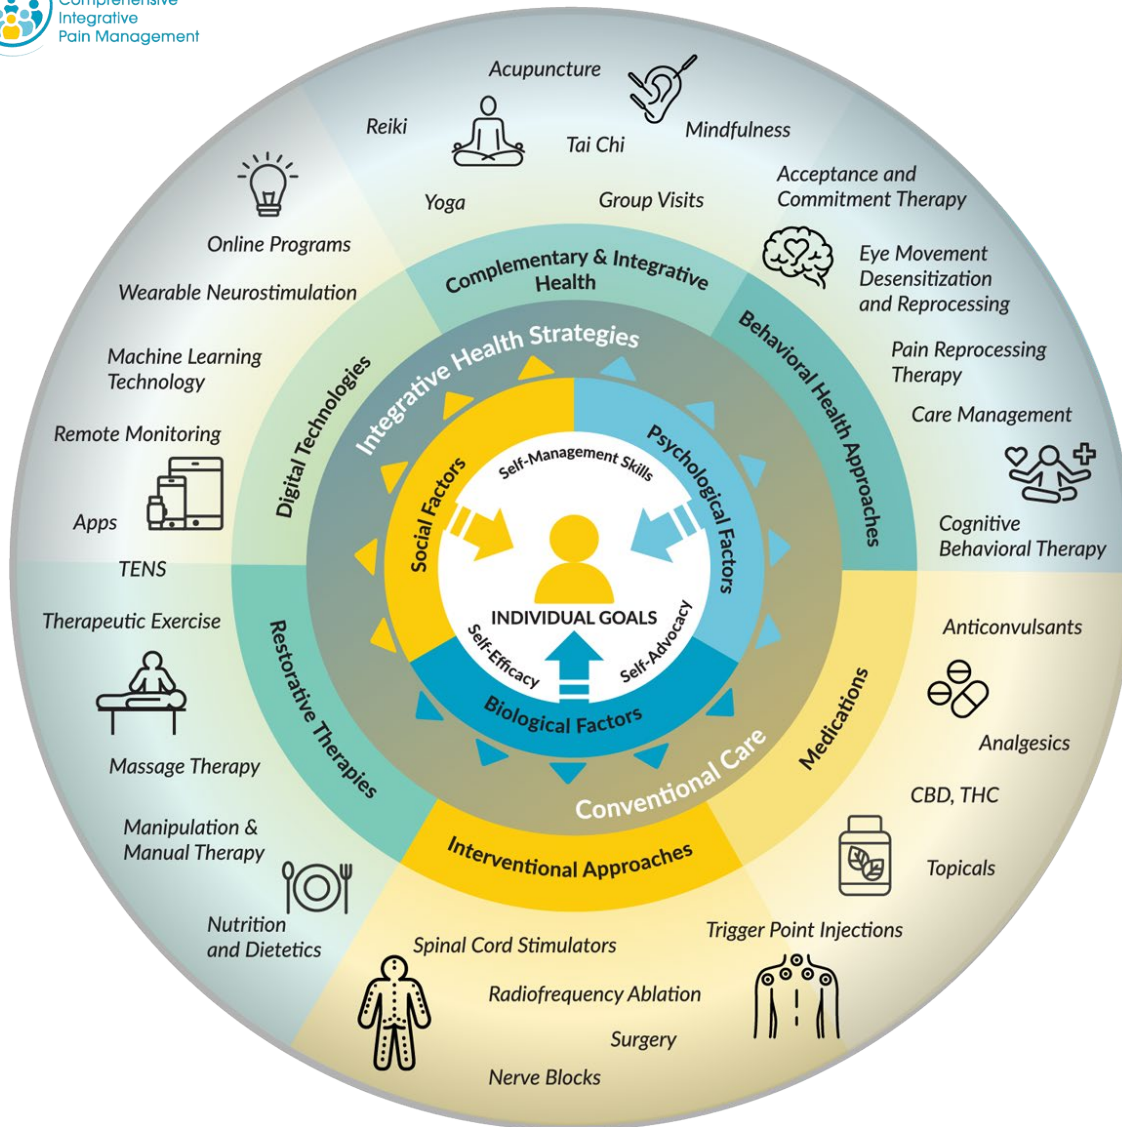 Comprehensive
Integrative
Pain Management
Acupuncture
Reiki
Tai Chi
Mindfulness
Yoga
Group Visits
Acceptance and
Commitment Therapy
Eye Movement
Desensitization
and Reprocessing
Pain Reprocessing
Therapy
Care Management
Cognitive
Behavioral Therapy
Online Programs
Wearable Neurostimulation
Machine Learning
Technology
Remote Monitoring
Apps
TENS
Therapeutic Exercise
Massage Therapy
Manipulation &
Manual Therapy
Nutrition
and Dietetics
Anticonvulsants
Analgesics
CBD, THC
Topicals
Trigger Point Injections
Spinal Cord Stimulators
Radiofrequency Ablation
Surgery
Nerve Blocks
Complementary & Integrative
Health
Behavioral Health Approaches
Digital Technologies
Restorative Therapies
Medications
Interventional Approaches
Integrative Health Strategies
Conventional Care
Social Factors
Psychological Factors
Biological Factors
Self-Management Skills
INDIVIDUAL GOALS
Self-Efficacy
Self-Advocacy